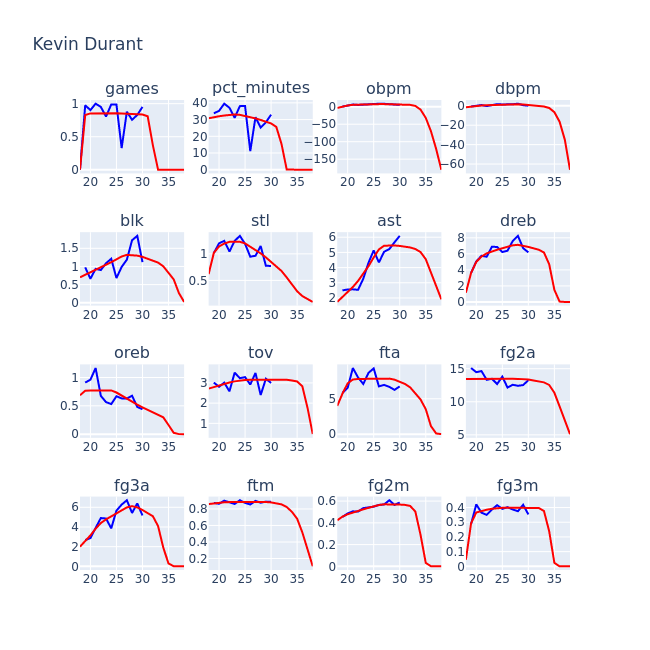 Kevin Durant
games pct_minutes obpm dbpm
1 0.5 0 20 25 30 35
40 30 20 10 0 20 25 30 35
0 −50 −100 −150 20 25 30 35
0 −20 −40 −60 20 25 30 35
blk stl ast dreb
1.5 1 0.5 0 20 25 30 35
1 0.5 20 25 30 35
6 5 4 3 2 20 25 30 35
8 6 4 2 0 20 25 30 35
oreb tov fta fg2a
1 0.5 0 20 25 30 35
3 2 1 20 25 30 35
5 0 20 25 30 35
15 10 5 20 25 30 35
fg3a ftm fg2m fg3m
6 4 2 0 20 25 30 35
0.8 0.6 0.4 0.2 20 25 30 35
0.6 0.4 0.2 0 20 25 30 35
0.4 0.3 0.2 0.1 0 20 25 30 35